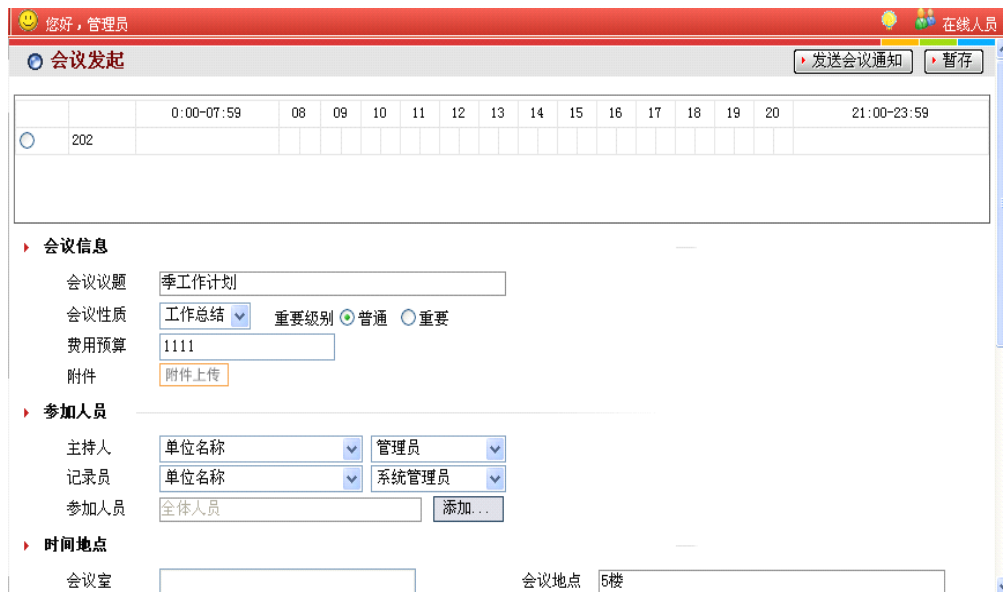 您好，管理员 在线人员
会议发起 发送会议通知 暂存
0:00-07:59 08 09 10 11 12 13 14 15 16 17 18 19 20 21:00-23:59
202
会议信息
会议议题 季工作计划
会议性质 工作总结 重要级别 普通 重要
费用预算 1111
附件 附件上传
参加人员
主持人 单位名称 管理员
记录员 单位名称 系统管理员
参加人员 全体人员 添加...
时间地点
会议室 会议地点 5楼